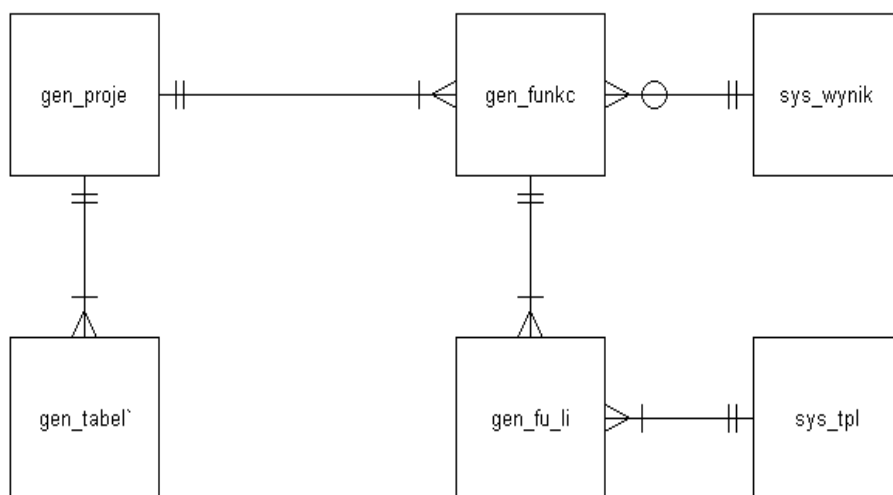 gen_proje
gen_funkc
sys_wynik
gen_tabel`
gen_fu_li
sys_tpl